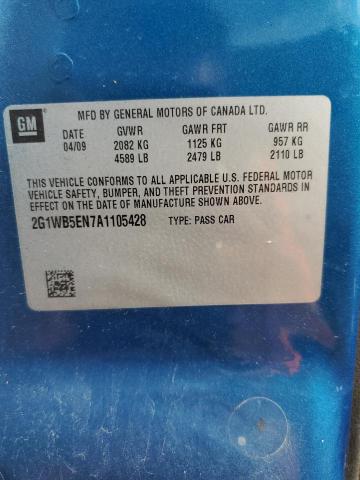 GM
MFD BY GENERAL MOTORS OF CANADA LTD.
DATE GVWR GAWR FRT GAWR RR
04/09 2082 KG 1125 KG 957 KG
4589 LB 2479 LB 2110 LB
THIS VEHICLE CONFORMS TO ALL APPLICABLE U.S. FEDERAL MOTOR
VEHICLE SAFETY, BUMPER, AND THEFT PREVENTION STANDARDS IN
EFFECT ON THE DATE OF MANUFACTURE SHOWN ABOVE.
2G1WB5EN7A1105428 TYPE: PASS CAR